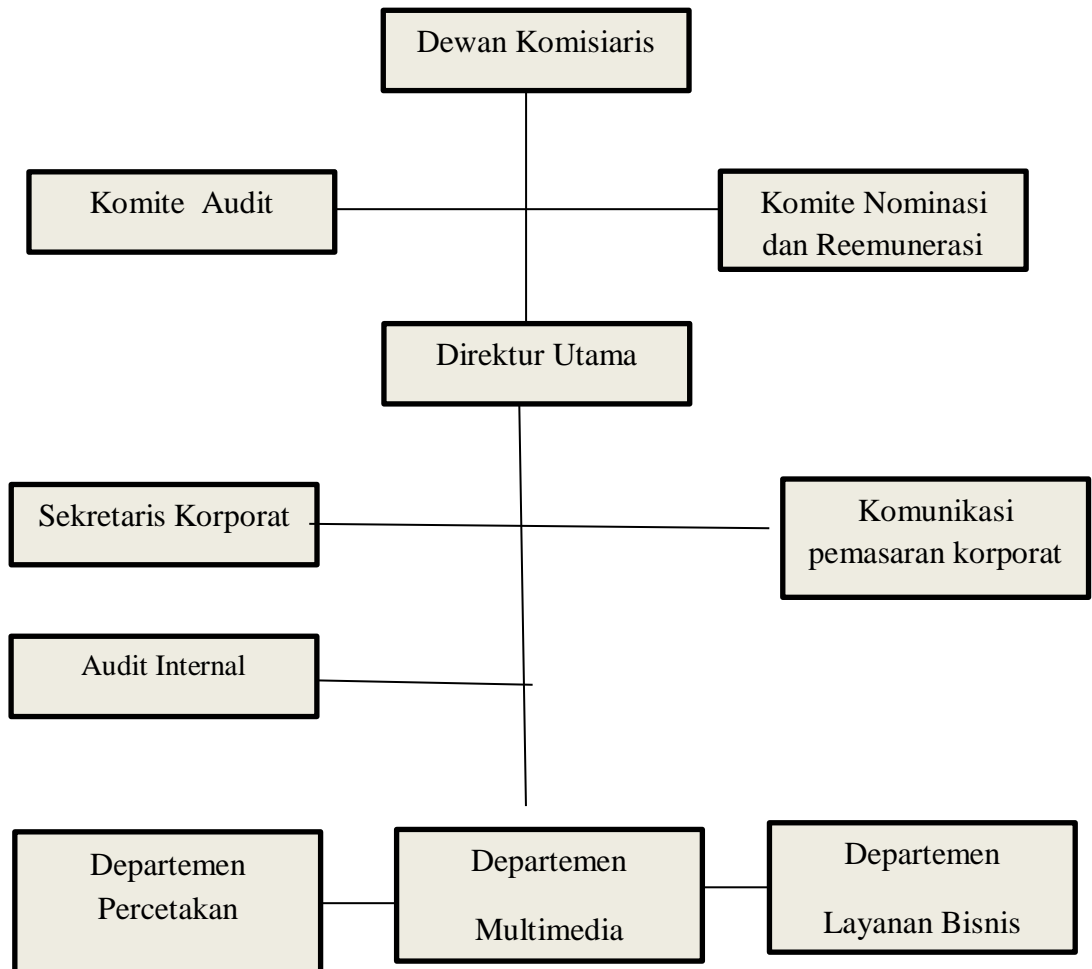 Dewan Komisiaris
Komite Audit
Komite Nominasi
dan Reemunerasi
Direktur Utama
Sekretaris Korporat
Komunikasi
pemasaran korporat
Audit Internal
Departemen
Percetakan
Departemen
Multimedia
Departemen
Layanan Bisnis